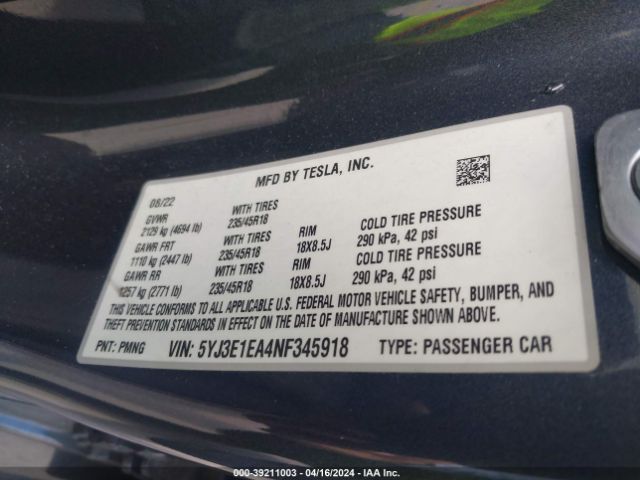 MFD BY TESLA, INC.
08/22
GVWR WITH TIRES
2129 kg (4694 lb) 235/45R18 RIM COLD TIRE PRESSURE
GAWR FRT WITH TIRES 18X8.5J 290 kPa, 42 psi
1110 kg (2447 lb) 235/45R18 RIM COLD TIRE PRESSURE
GAWR RR WITH TIRES 18X8.5J 290 kPa, 42 psi
1257 kg (2771 lb) 235/45R18
THIS VEHICLE CONFORMS TO ALL APPLICABLE U.S. FEDERAL MOTOR VEHICLE SAFETY, BUMPER, AND
THEFT PREVENTION STANDARDS IN EFFECT ON THE DATE OF MANUFACTURE SHOWN ABOVE.
PNT: PMNG VIN: 5YJ3E1EA4NF345918 TYPE: PASSENGER CAR
000-39211003 - 04/16/2024 - IAA Inc.